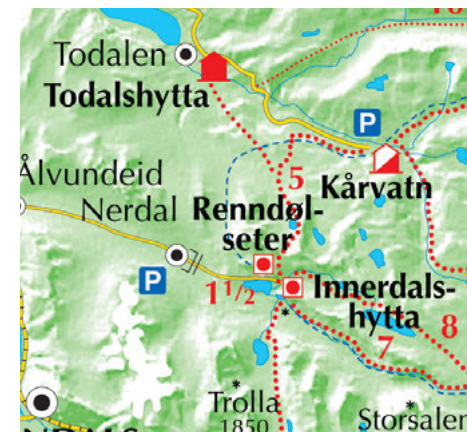 Todalen
Todalshytta
P
Ålvundeid
Nerdal
5
Kårvatn
Renndøl-
seter
P
1 1/2
Innerdals-
hytta
7
8
Trolla
1850
Storsalen